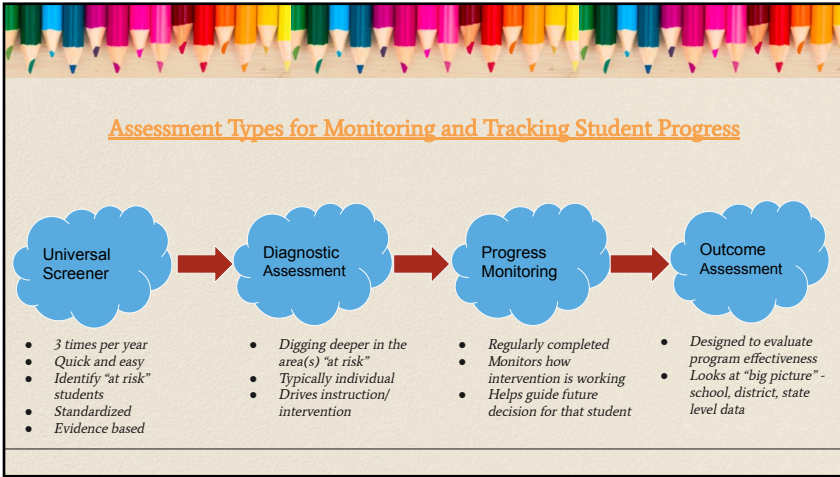 Assessment Types for Monitoring and Tracking Student Progress
Universal
Screener
Diagnostic
Assessment
Progress
Monitoring
Outcome
Assessment
● 3 times per year
● Quick and easy
● Identify “at risk”
students
● Standardized
● Evidence based
● Digging deeper in the
area(s) “at risk”
● Typically individual
● Drives instruction/
intervention
● Regularly completed
● Monitors how
intervention is working
● Helps guide future
decision for that student
● Designed to evaluate
program effectiveness
● Looks at “big picture” -
school, district, state
level data